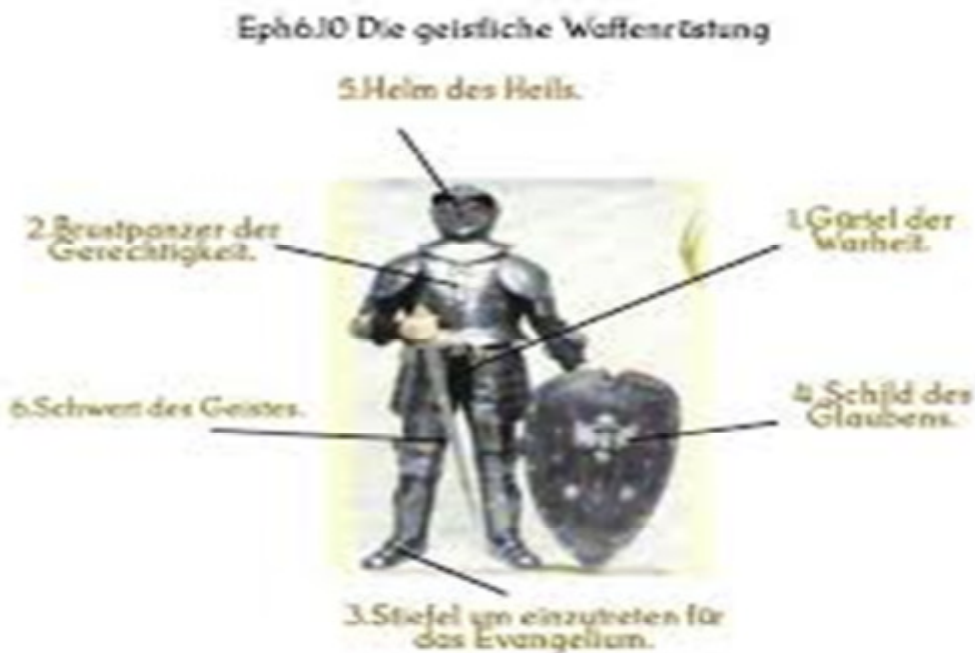 Eph6.10 Die geistliche Waffenrüstung
5.Helm des Heils.
2.Brustpanzer der
Gerechtigkeit.
1.Gürtel der
Warheit.
6.Schwert des Geistes.
4.Schild des
Glaubens.
3.Stiefel um einzutreten für
das Evangelium.